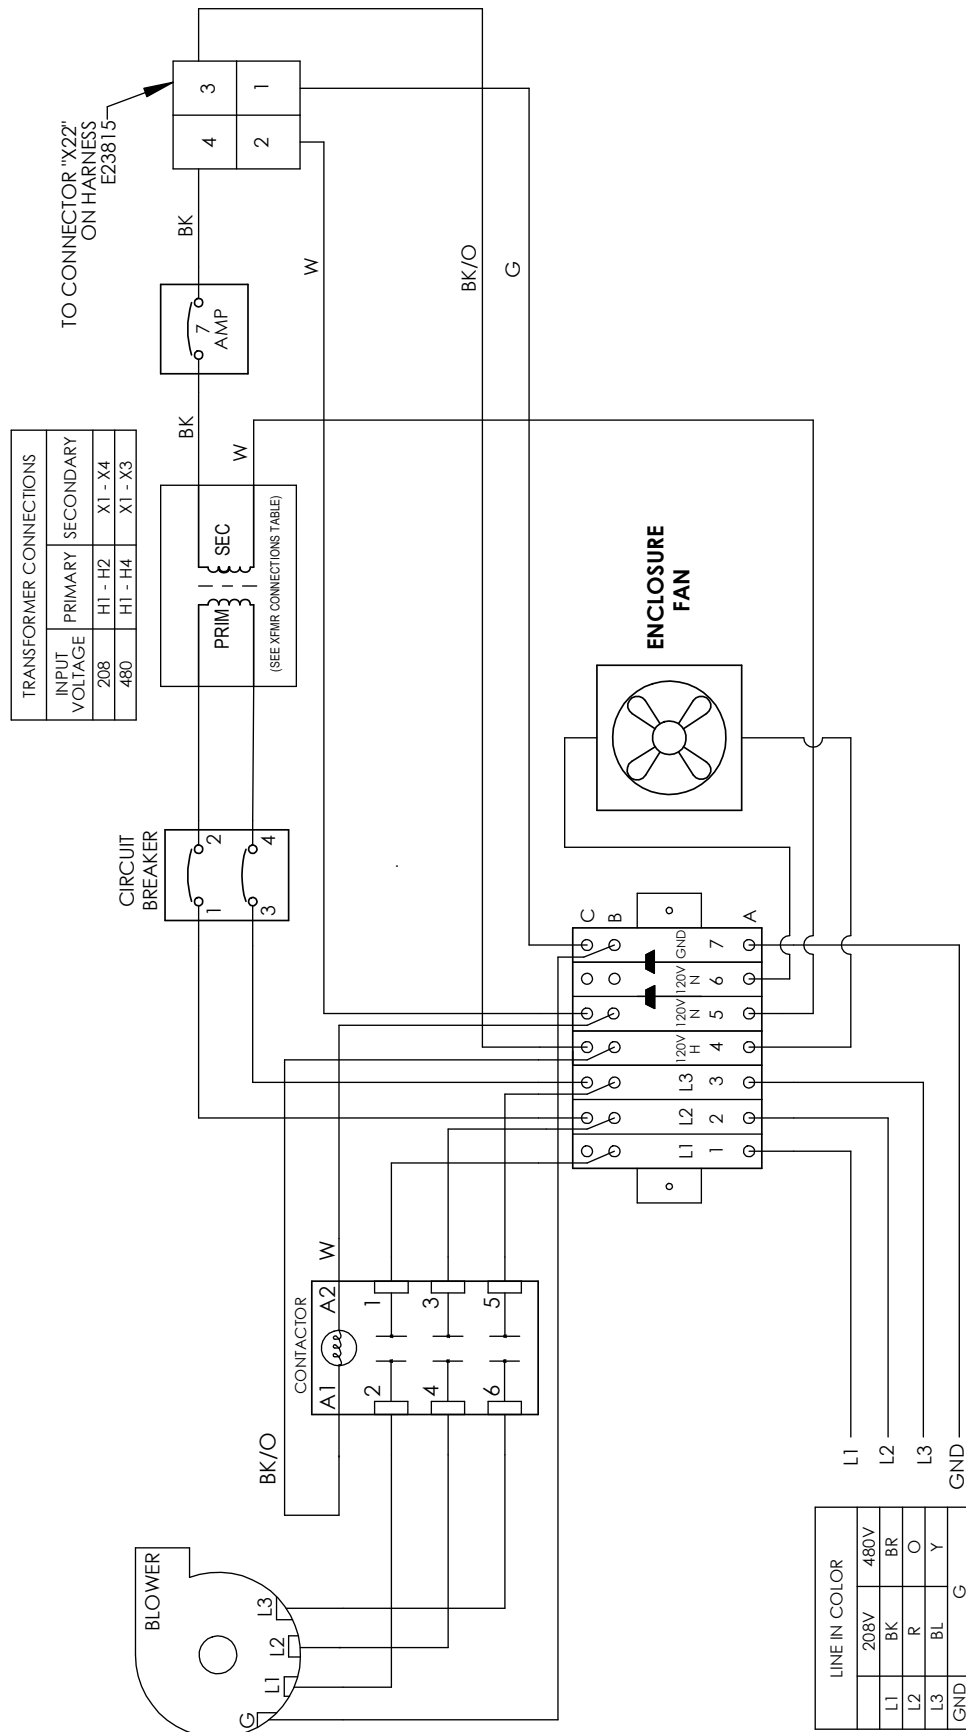 TO CONNECTOR "X22"
ON HARNESS
E23815
3
1
4
2
BK
W
BK/O
G
7
AMP
BK
W
TRANSFORMER CONNECTIONS
INPUT VOLTAGE PRIMARY SECONDARY
208 H1 - H2 X1 - X4
480 H1 - H4 X1 - X3
PRIM SEC
(SEE XFMR CONNECTIONS TABLE)
ENCLOSURE
FAN
CIRCUIT
BREAKER
1 2
3 4
C
B
A
GND 7
120V N 6
120V N 5
120V H 4
L3 3
L2 2
L1 1
CONTACTOR
W
A1 A2
2 1
4 3
6 5
BK/O
BLOWER
L3
L2
L1
G
L1
L2
L3
GND
LINE IN COLOR
208V 480V
L1 BK BR
L2 R O
L3 BL Y
GND G